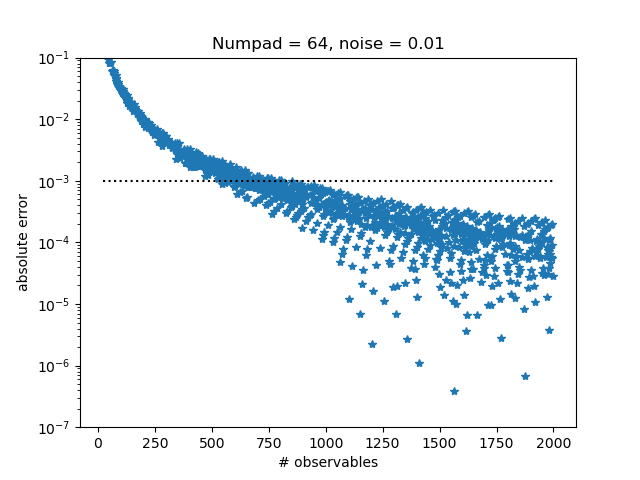 Numpad = 64, noise = 0.01
absolute error
10⁻¹
10⁻²
10⁻³
10⁻⁴
10⁻⁵
10⁻⁶
10⁻⁷
0 250 500 750 1000 1250 1500 1750 2000
# observables